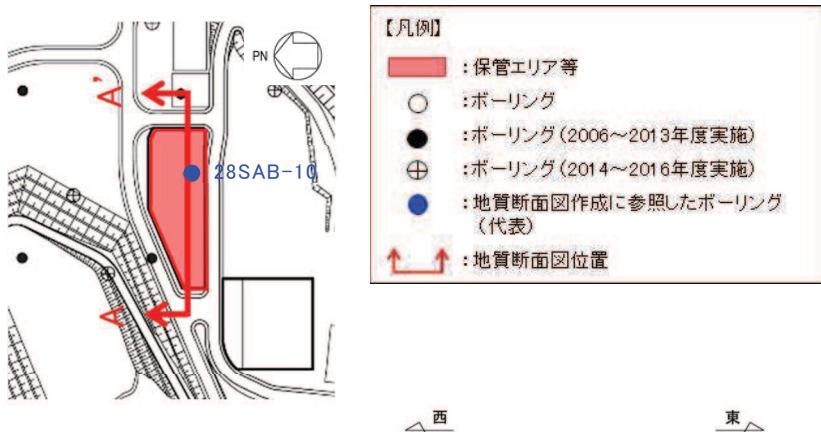 PN
A'
28SAB-10
A
【凡例】
：保管エリア等
：ボーリング
：ボーリング（2006～2013年度実施）
：ボーリング（2014～2016年度実施）
：地質断面図作成に参照したボーリング
（代表）
：地質断面図位置
西
東